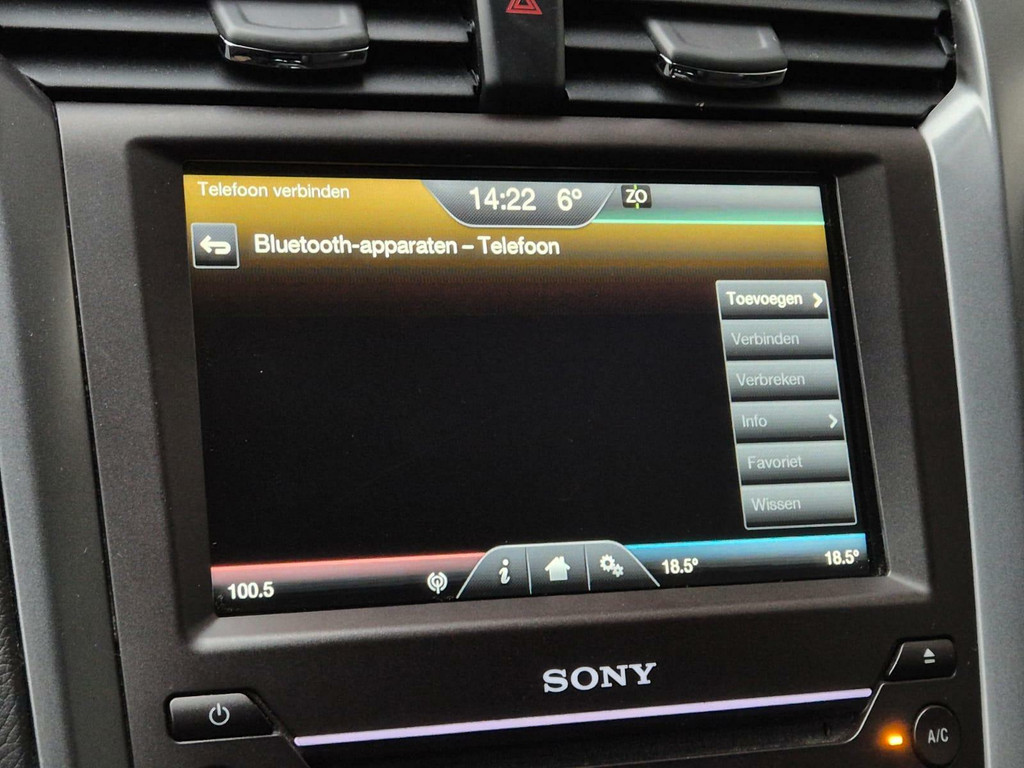 Telefoon verbinden
14:22 6° ZO
Bluetooth-apparaten – Telefoon
Toevoegen
Verbinden
Verbreken
Info
Favoriet
Wissen
100.5
18.5°
18.5°
SONY
A/C